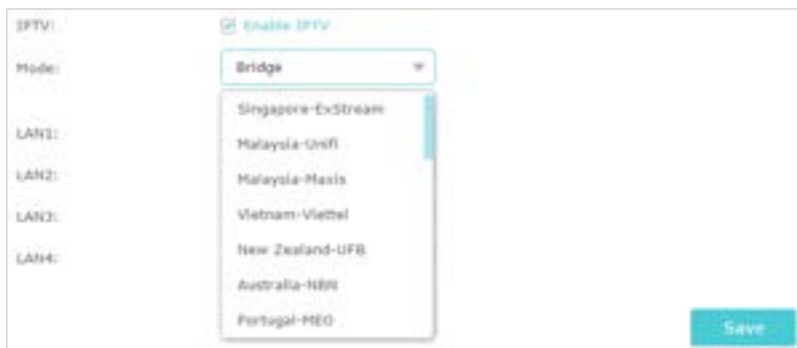 IPTV:
Enable IPTV
Mode:
Bridge
Singapore-ExStream
LAN1:
Malaysia-Unifi
LAN2:
Malaysia-Maxis
LAN3:
Vietnam-Viettel
LAN4:
New Zealand-UFB
Australia-NBN
Portugal-MEO
Save